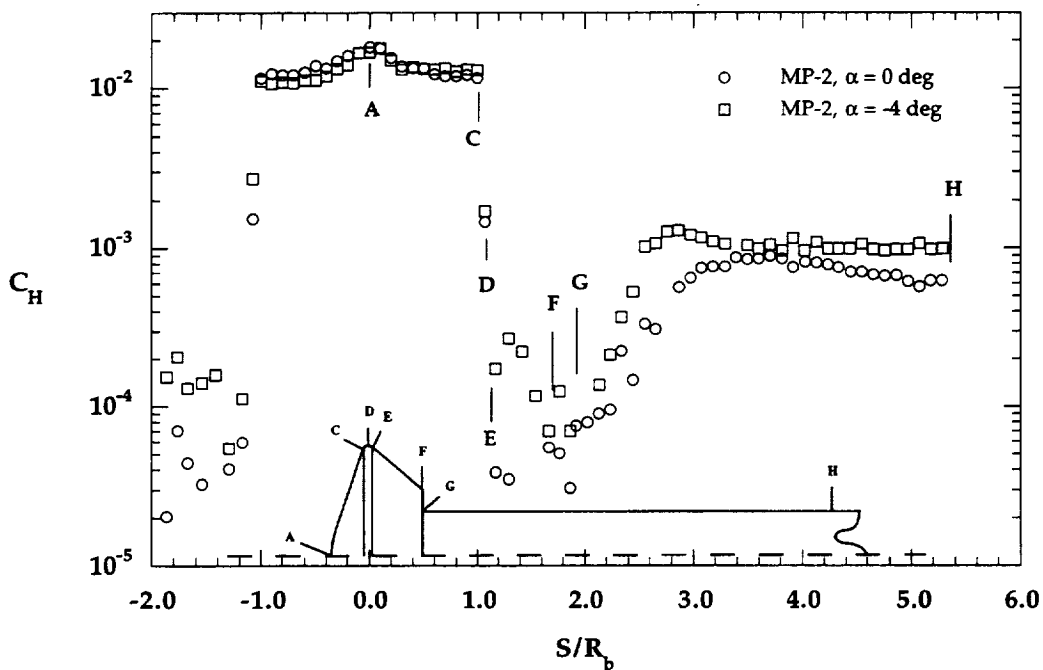 10⁻²
10⁻³
10⁻⁴
10⁻⁵
C_H
○ MP-2, α = 0 deg
□ MP-2, α = -4 deg
A
C
D
E
F
G
H
C
D
E
F
G
H
A
-2.0 -1.0 0.0 1.0 2.0 3.0 4.0 5.0 6.0
S/R_b